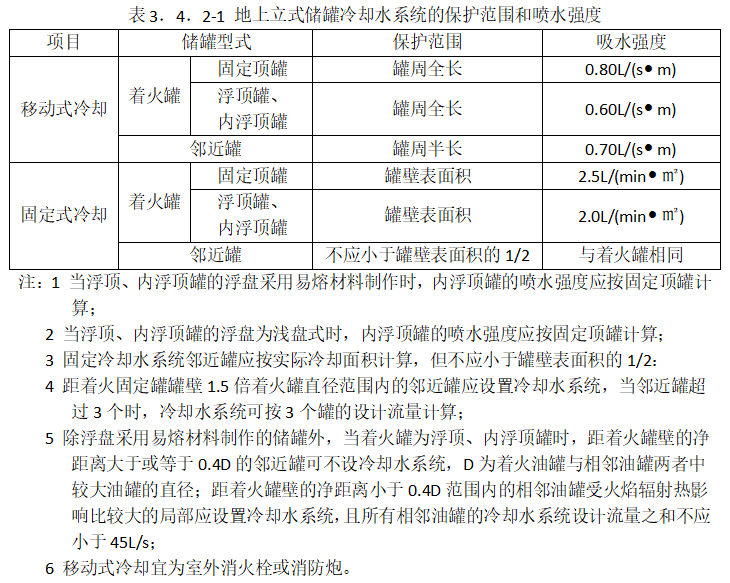 表 3．4．2-1 地上立式储罐冷却水系统的保护范围和喷水强度
项目 储罐型式 保护范围 吸水强度
移动式冷却 着火罐 固定顶罐 罐周全长 0.80L/(s•m)
浮顶罐、
内浮顶罐 罐周全长 0.60L/(s•m)
邻近罐 罐周半长 0.70L/(s•m)
固定式冷却 着火罐 固定顶罐 罐壁表面积 2.5L/(min•㎡)
浮顶罐、
内浮顶罐 罐壁表面积 2.0L/(min•㎡)
邻近罐 不应小于罐壁表面积的 1/2 与着火罐相同
注：1 当浮顶、内浮顶罐的浮盘采用易熔材料制作时，内浮顶罐的喷水强度应按固定顶罐计
算；
2 当浮顶、内浮顶罐的浮盘为浅盘式时，内浮顶罐的喷水强度应按固定顶罐计算；
3 固定冷却水系统邻近罐应按实际冷却面积计算，但不应小于罐壁表面积的 1/2：
4 距着火固定罐罐壁 1.5 倍着火罐直径范围内的邻近罐应设置冷却水系统，当邻近罐超
过 3 个时，冷却水系统可按 3 个罐的设计流量计算；
5 除浮盘采用易熔材料制作的储罐外，当着火罐为浮顶、内浮顶罐时，距着火罐壁的净
距离大于或等于 0.4D 的邻近罐可不设冷却水系统，D 为着火油罐与相邻油罐两者中
较大油罐的直径；距着火罐壁的净距离小于 0.4D 范围内的相邻油罐受火焰辐射热影
响比较大的局部应设置冷却水系统，且所有相邻油罐的冷却水系统设计流量之和不应
小于 45L/s；
6 移动式冷却宜为室外消火栓或消防炮。